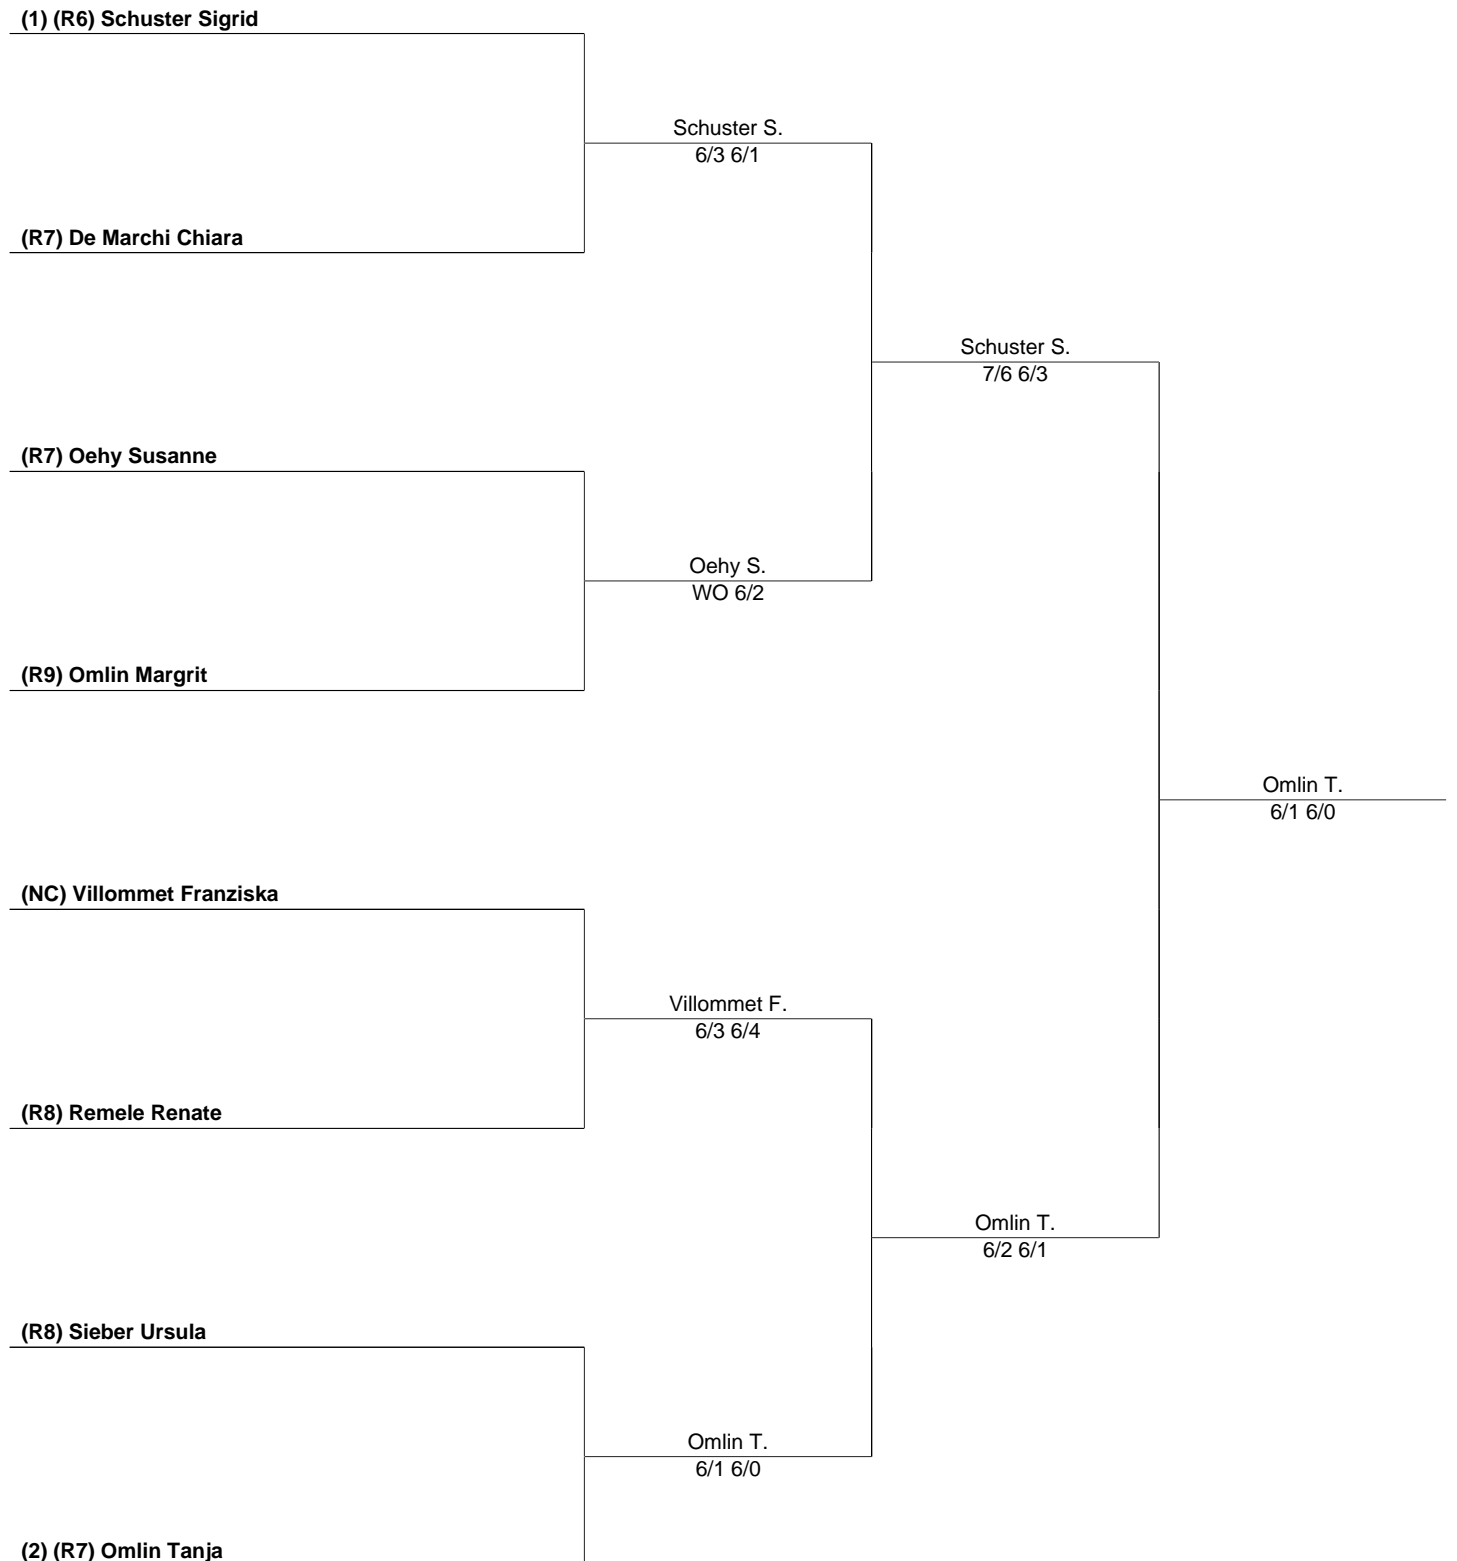 (1) (R6) Schuster Sigrid
Schuster S.
6/3 6/1
(R7) De Marchi Chiara
Schuster S.
7/6 6/3
(R7) Oehy Susanne
Oehy S.
WO 6/2
(R9) Omlin Margrit
Omlin T.
6/1 6/0
(NC) Villommet Franziska
Villommet F.
6/3 6/4
(R8) Remele Renate
Omlin T.
6/2 6/1
(R8) Sieber Ursula
Omlin T.
6/1 6/0
(2) (R7) Omlin Tanja